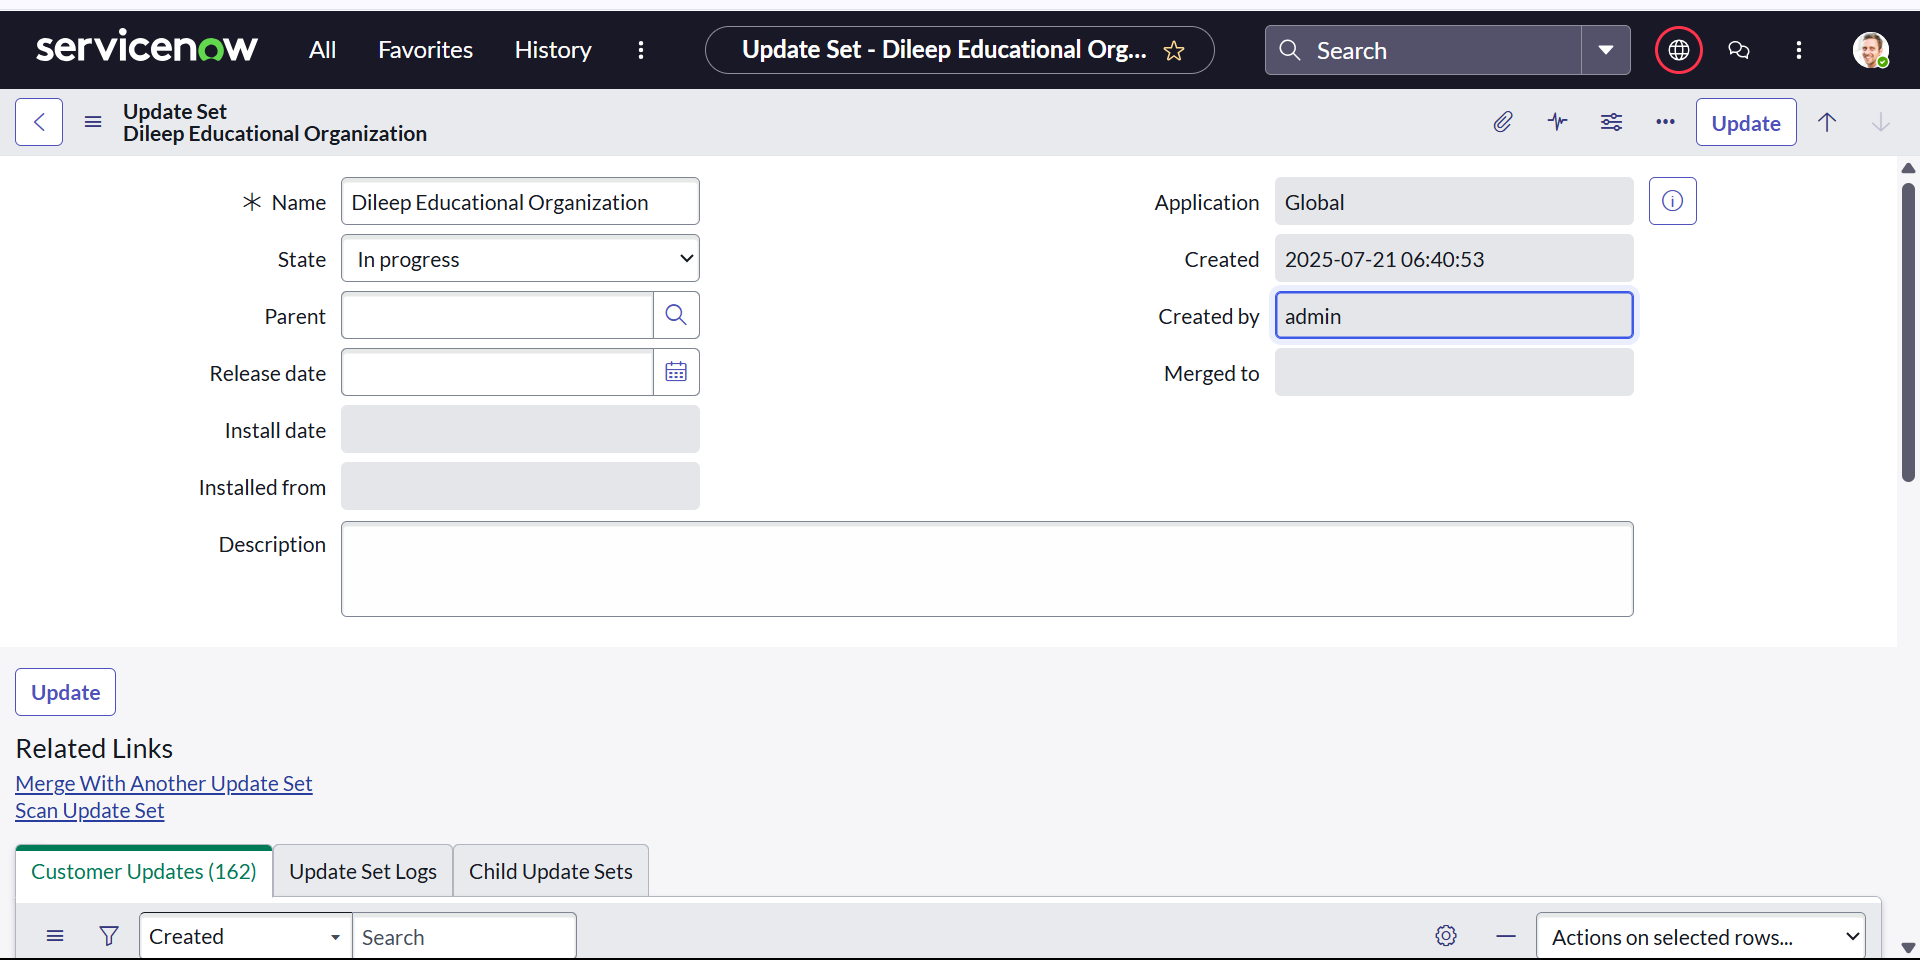 servicenow All Favorites History Update Set - Dileep Educational Org... Search
Update Set
Dileep Educational Organization
Update
Name Dileep Educational Organization
Application Global
State In progress
Created 2025-07-21 06:40:53
Parent
Created by admin
Release date
Merged to
Install date
Installed from
Description
Update
Related Links
Merge With Another Update Set
Scan Update Set
Customer Updates (162) Update Set Logs Child Update Sets
Created Search Actions on selected rows...